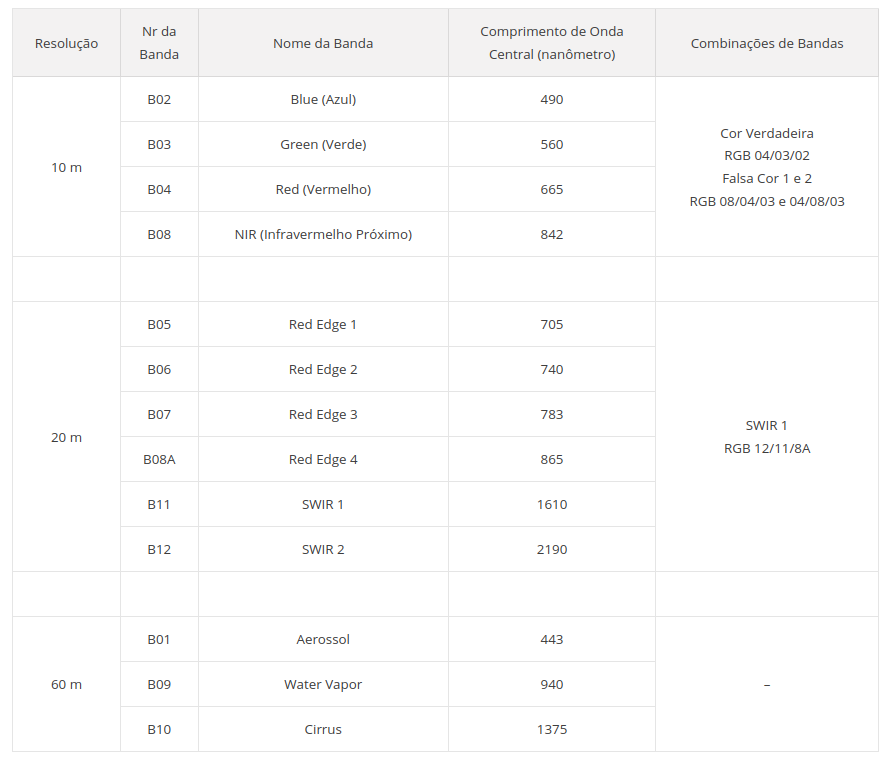 Resolução
Nr da
Banda
Nome da Banda
Comprimento de Onda
Central (nanômetro)
Combinações de Bandas
10 m
B02
Blue (Azul)
490
B03
Green (Verde)
560
B04
Red (Vermelho)
665
B08
NIR (Infravermelho Próximo)
842
Cor Verdadeira
RGB 04/03/02
Falsa Cor 1 e 2
RGB 08/04/03 e 04/08/03
20 m
B05
Red Edge 1
705
B06
Red Edge 2
740
B07
Red Edge 3
783
B08A
Red Edge 4
865
B11
SWIR 1
1610
B12
SWIR 2
2190
SWIR 1
RGB 12/11/8A
60 m
B01
Aerossol
443
B09
Water Vapor
940
B10
Cirrus
1375
–